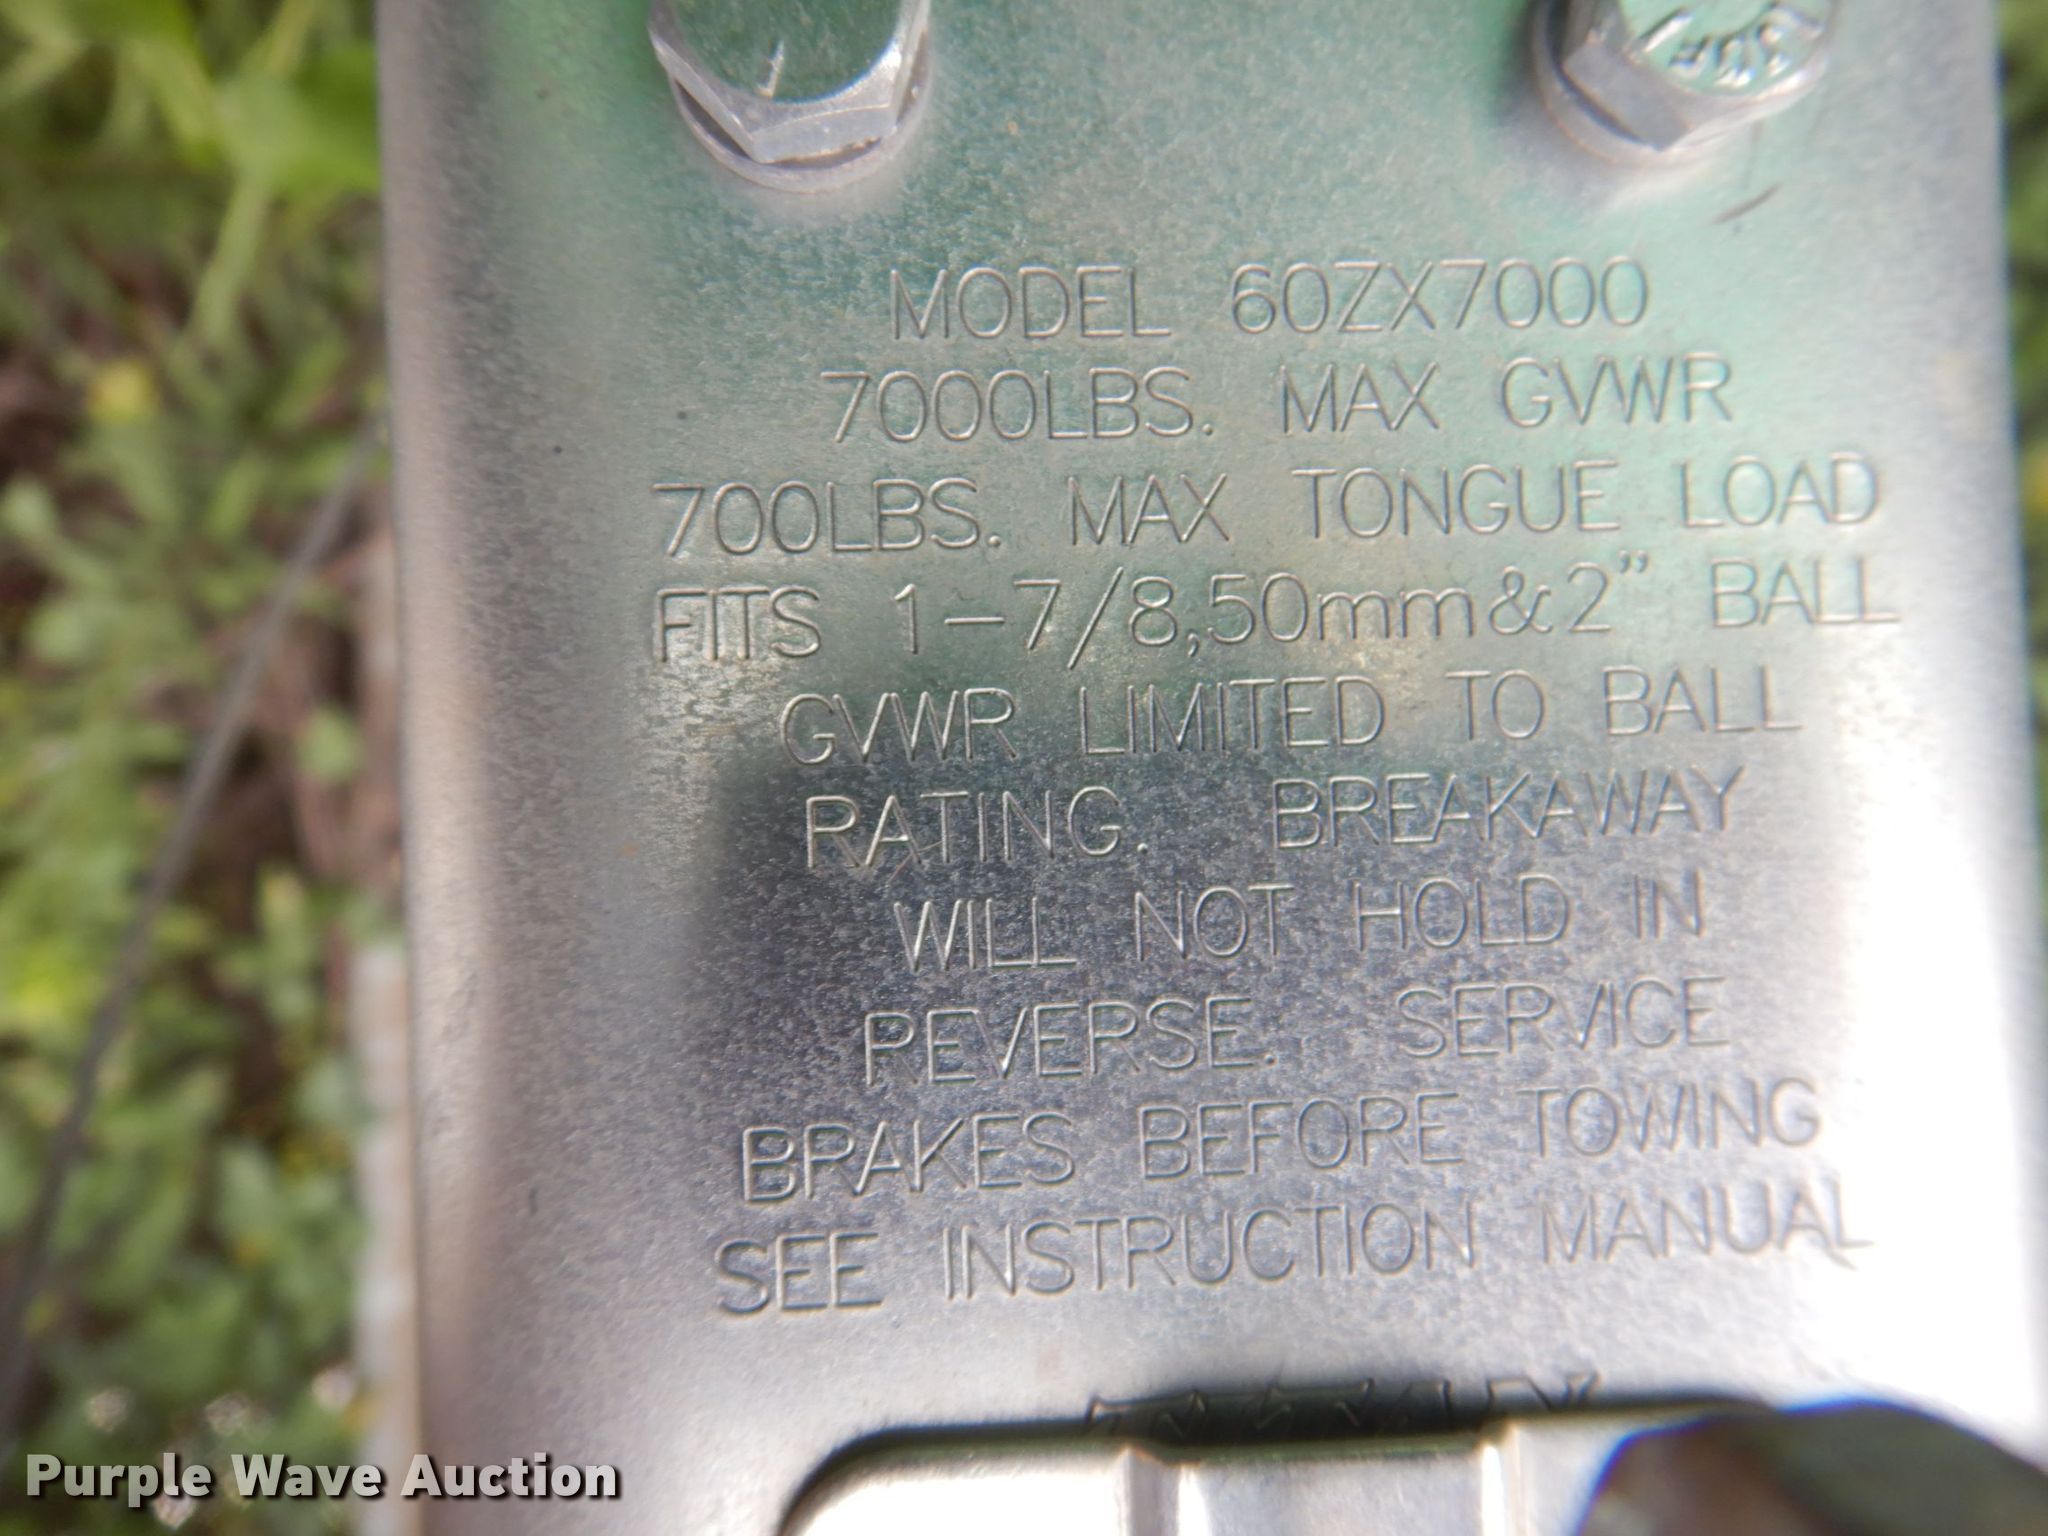 MODEL 60ZX7000
7000LBS. MAX GVWR
700LBS. MAX TONGUE LOAD
FITS 1-7/8,50mm&2" BALL
GVWR LIMITED TO BALL
RATING. BREAKAWAY
WILL NOT HOLD IN
REVERSE. SERVICE
BRAKES BEFORE TOWING
SEE INSTRUCTION MANUAL
Purple Wave Auction